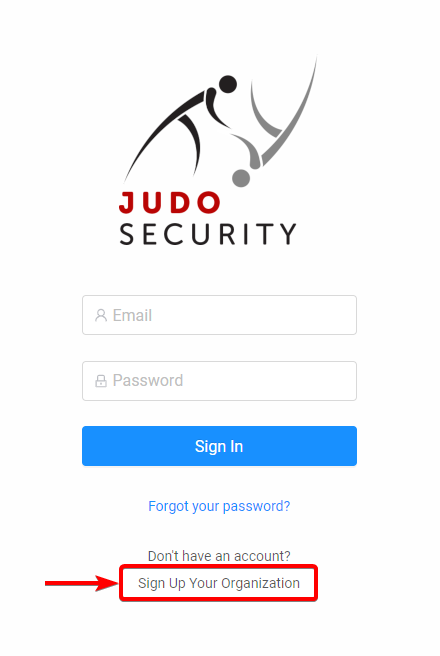 JUDO
SECURITY
Email
Password
Sign In
Forgot your password?
Don't have an account?
Sign Up Your Organization